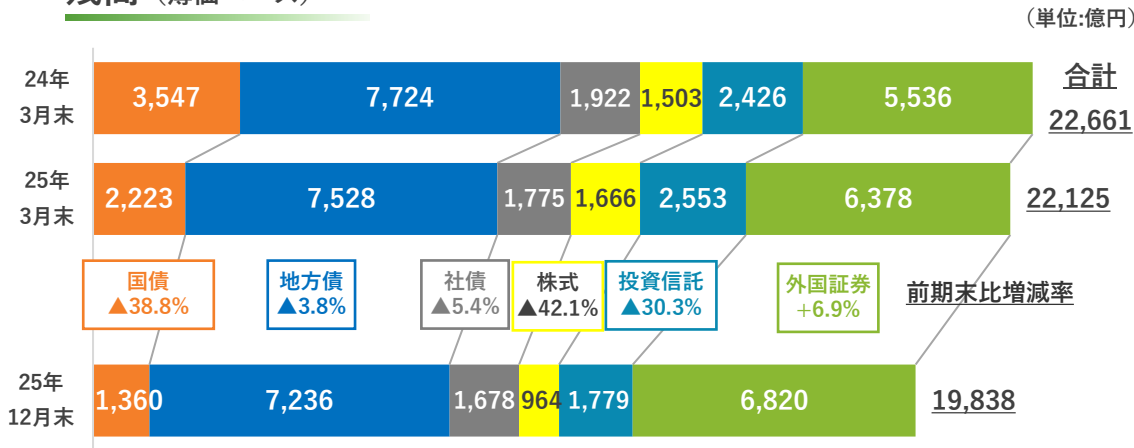 （単位:億円）
24年
3月末
3,547
7,724
1,922
1,503
2,426
5,536
合計
22,661
25年
3月末
2,223
7,528
1,775
1,666
2,553
6,378
22,125
国債
▲38.8%
地方債
▲3.8%
社債
▲5.4%
株式
▲42.1%
投資信託
▲30.3%
外国証券
+6.9%
前期末比増減率
25年
12月末
1,360
7,236
1,678
964
1,779
6,820
19,838